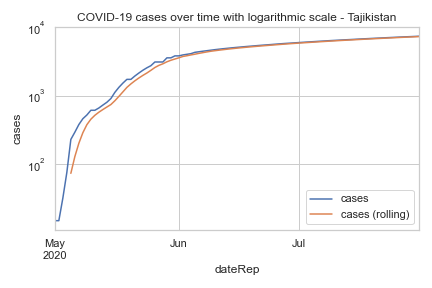 COVID-19 cases over time with logarithmic scale - Tajikistan
10^4
10^3
10^2
cases
cases
cases (rolling)
May Jun Jul
2020
dateRep